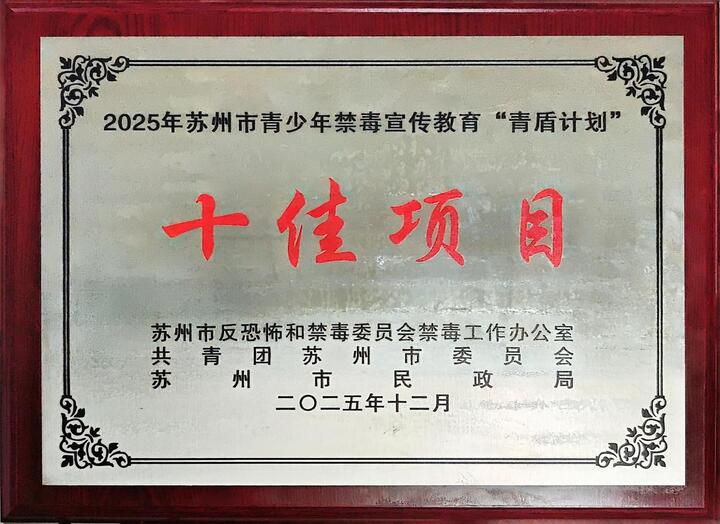 2025年苏州市青少年禁毒宣传教育“青盾计划”
十佳项目
苏州市反恐怖和禁毒委员会禁毒工作办公室
共青团苏州市委员会
苏州市民政局
二〇二五年十二月